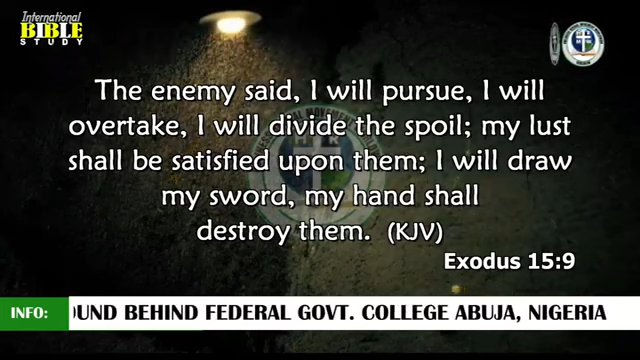 International
BIBLE
STUDY
The enemy said, I will pursue, I will
overtake, I will divide the spoil; my lust
shall be satisfied upon them; I will draw
my sword, my hand shall
destroy them. (KJV)
Exodus 15:9
INFO: OUND BEHIND FEDERAL GOVT. COLLEGE ABUJA, NIGERIA